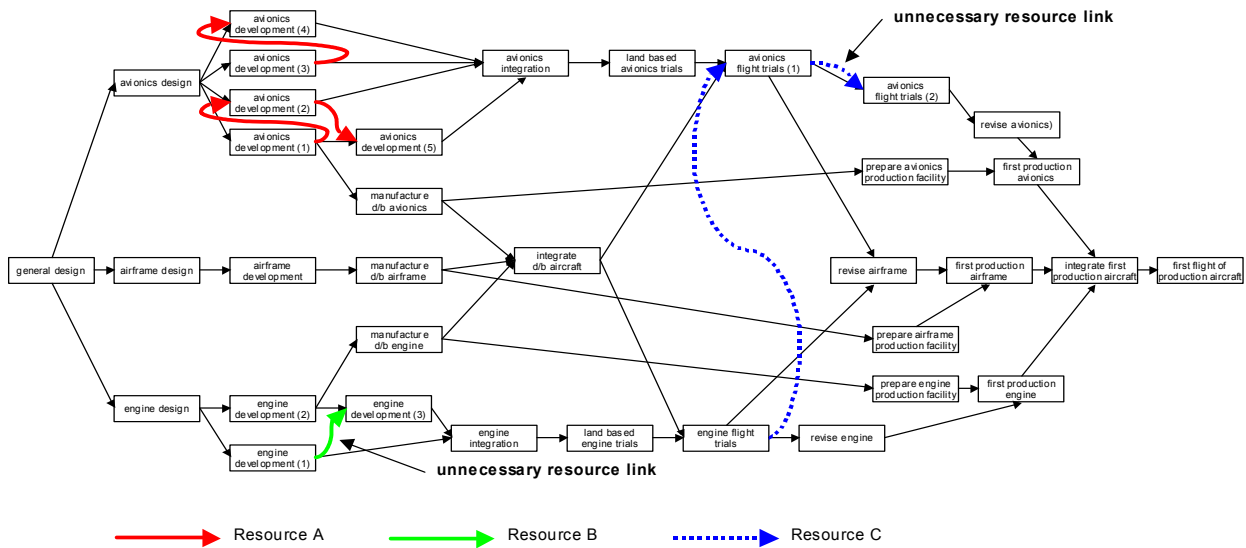 unnecessary resource link
avionics
development (4)
avionics
development (3)
avionics
integration
land based
avionics trials
avionics
flight trials (1)
avionics design
avionics
flight trials (2)
avionics
development (2)
revise avionics)
avionics
development (1)
avionics
development (5)
prepare avionics
production facility
first production
avionics
manufacture
d/b avionics
integrate
d/b aircraft
general design
airframe design
airframe
development
manufacture
d/b airframe
revise airframe
first production
airframe
integrate first
production aircraft
first flight of
production aircraft
manufacture
d/b engine
prepare airframe
production facility
prepare engine
production facility
first production
engine
engine design
engine
development (2)
engine
development (3)
engine
integration
land based
engine trials
engine flight
trials
revise engine
engine
development (1)
unnecessary resource link
Resource A
Resource B
Resource C